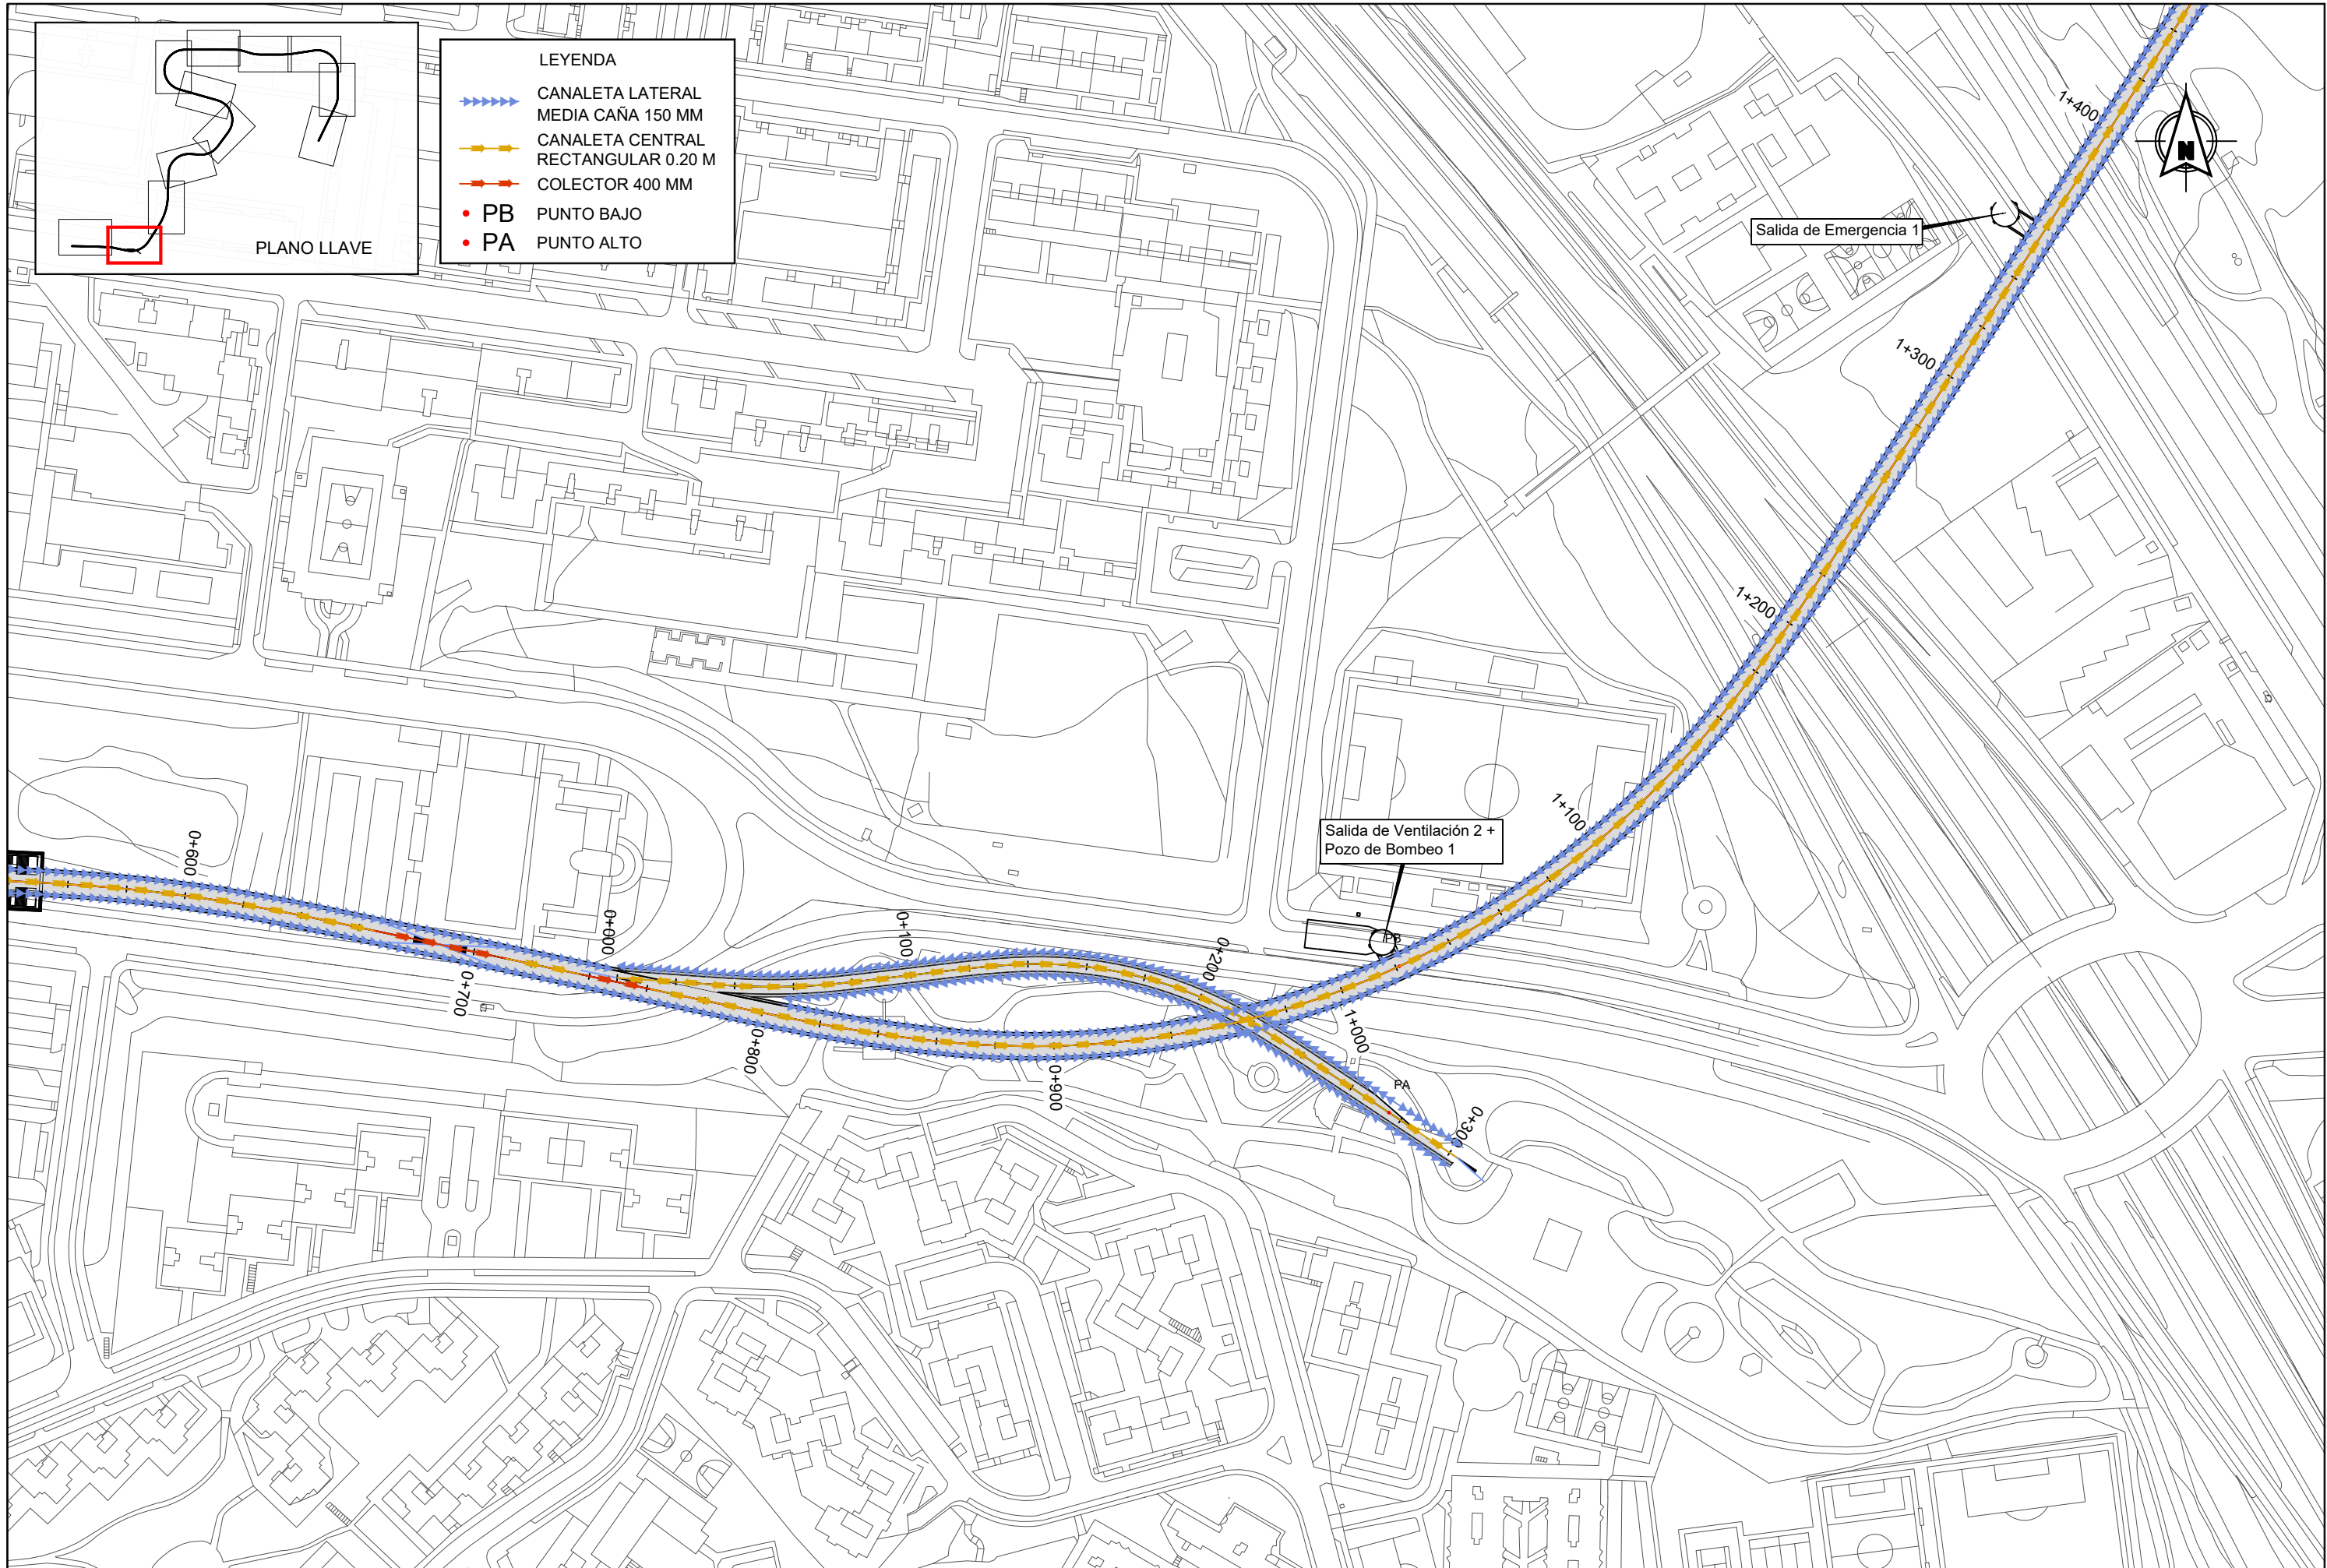 PLANO LLAVE
LEYENDA
CANALETA LATERAL
MEDIA CAÑA 150 MM
CANALETA CENTRAL
RECTANGULAR 0.20 M
COLECTOR 400 MM
PB PUNTO BAJO
PA PUNTO ALTO
N
1+400
Salida de Emergencia 1
1+300
1+200
1+100
Salida de Ventilación 2 +
Pozo de Bombeo 1
PB
0+600
0+700
0+000
0+100
0+200
0+800
0+900
1+000
PA
0+300